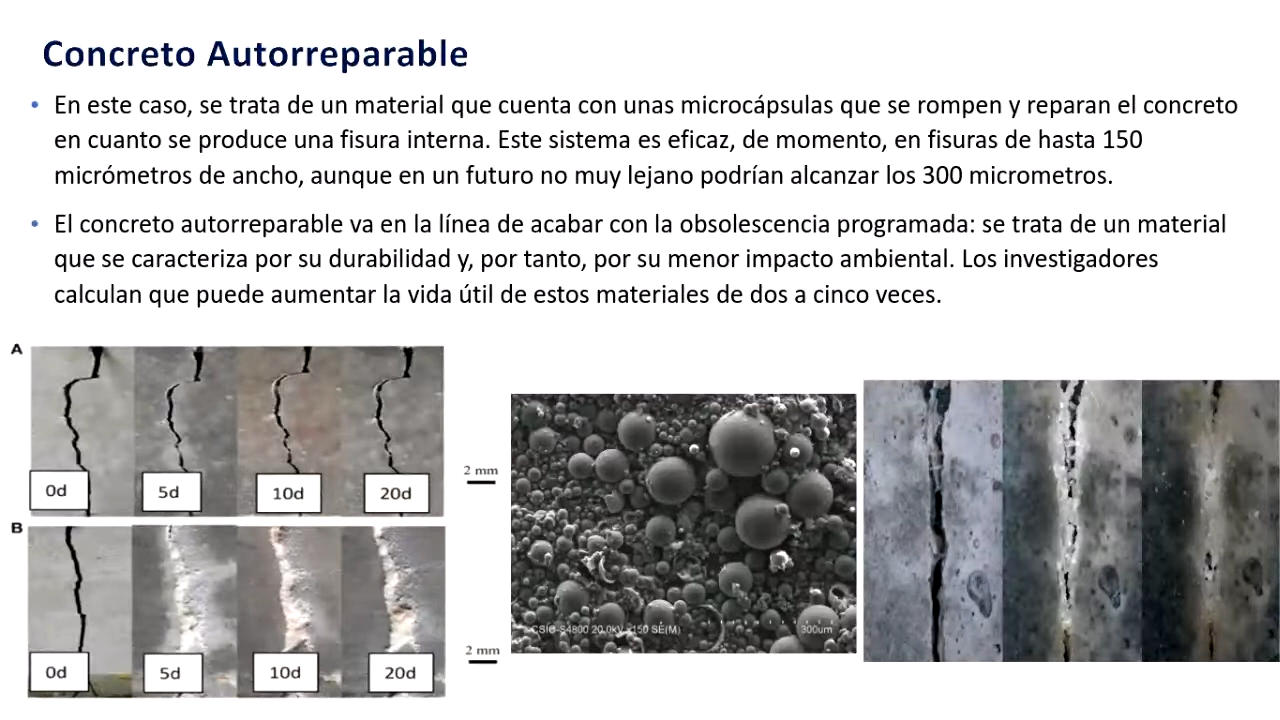 Concreto Autorreparable
• En este caso, se trata de un material que cuenta con unas microcápsulas que se rompen y reparan el concreto
en cuanto se produce una fisura interna. Este sistema es eficaz, de momento, en fisuras de hasta 150
micrómetros de ancho, aunque en un futuro no muy lejano podrían alcanzar los 300 micrometros.
• El concreto autorreparable va en la línea de acabar con la obsolescencia programada: se trata de un material
que se caracteriza por su durabilidad y, por tanto, por su menor impacto ambiental. Los investigadores
calculan que puede aumentar la vida útil de estos materiales de dos a cinco veces.
A
0d 5d 10d 20d
2 mm
B
0d 5d 10d 20d
2 mm
CSIC-S4800 20.0kV x150 SE(M) 300um